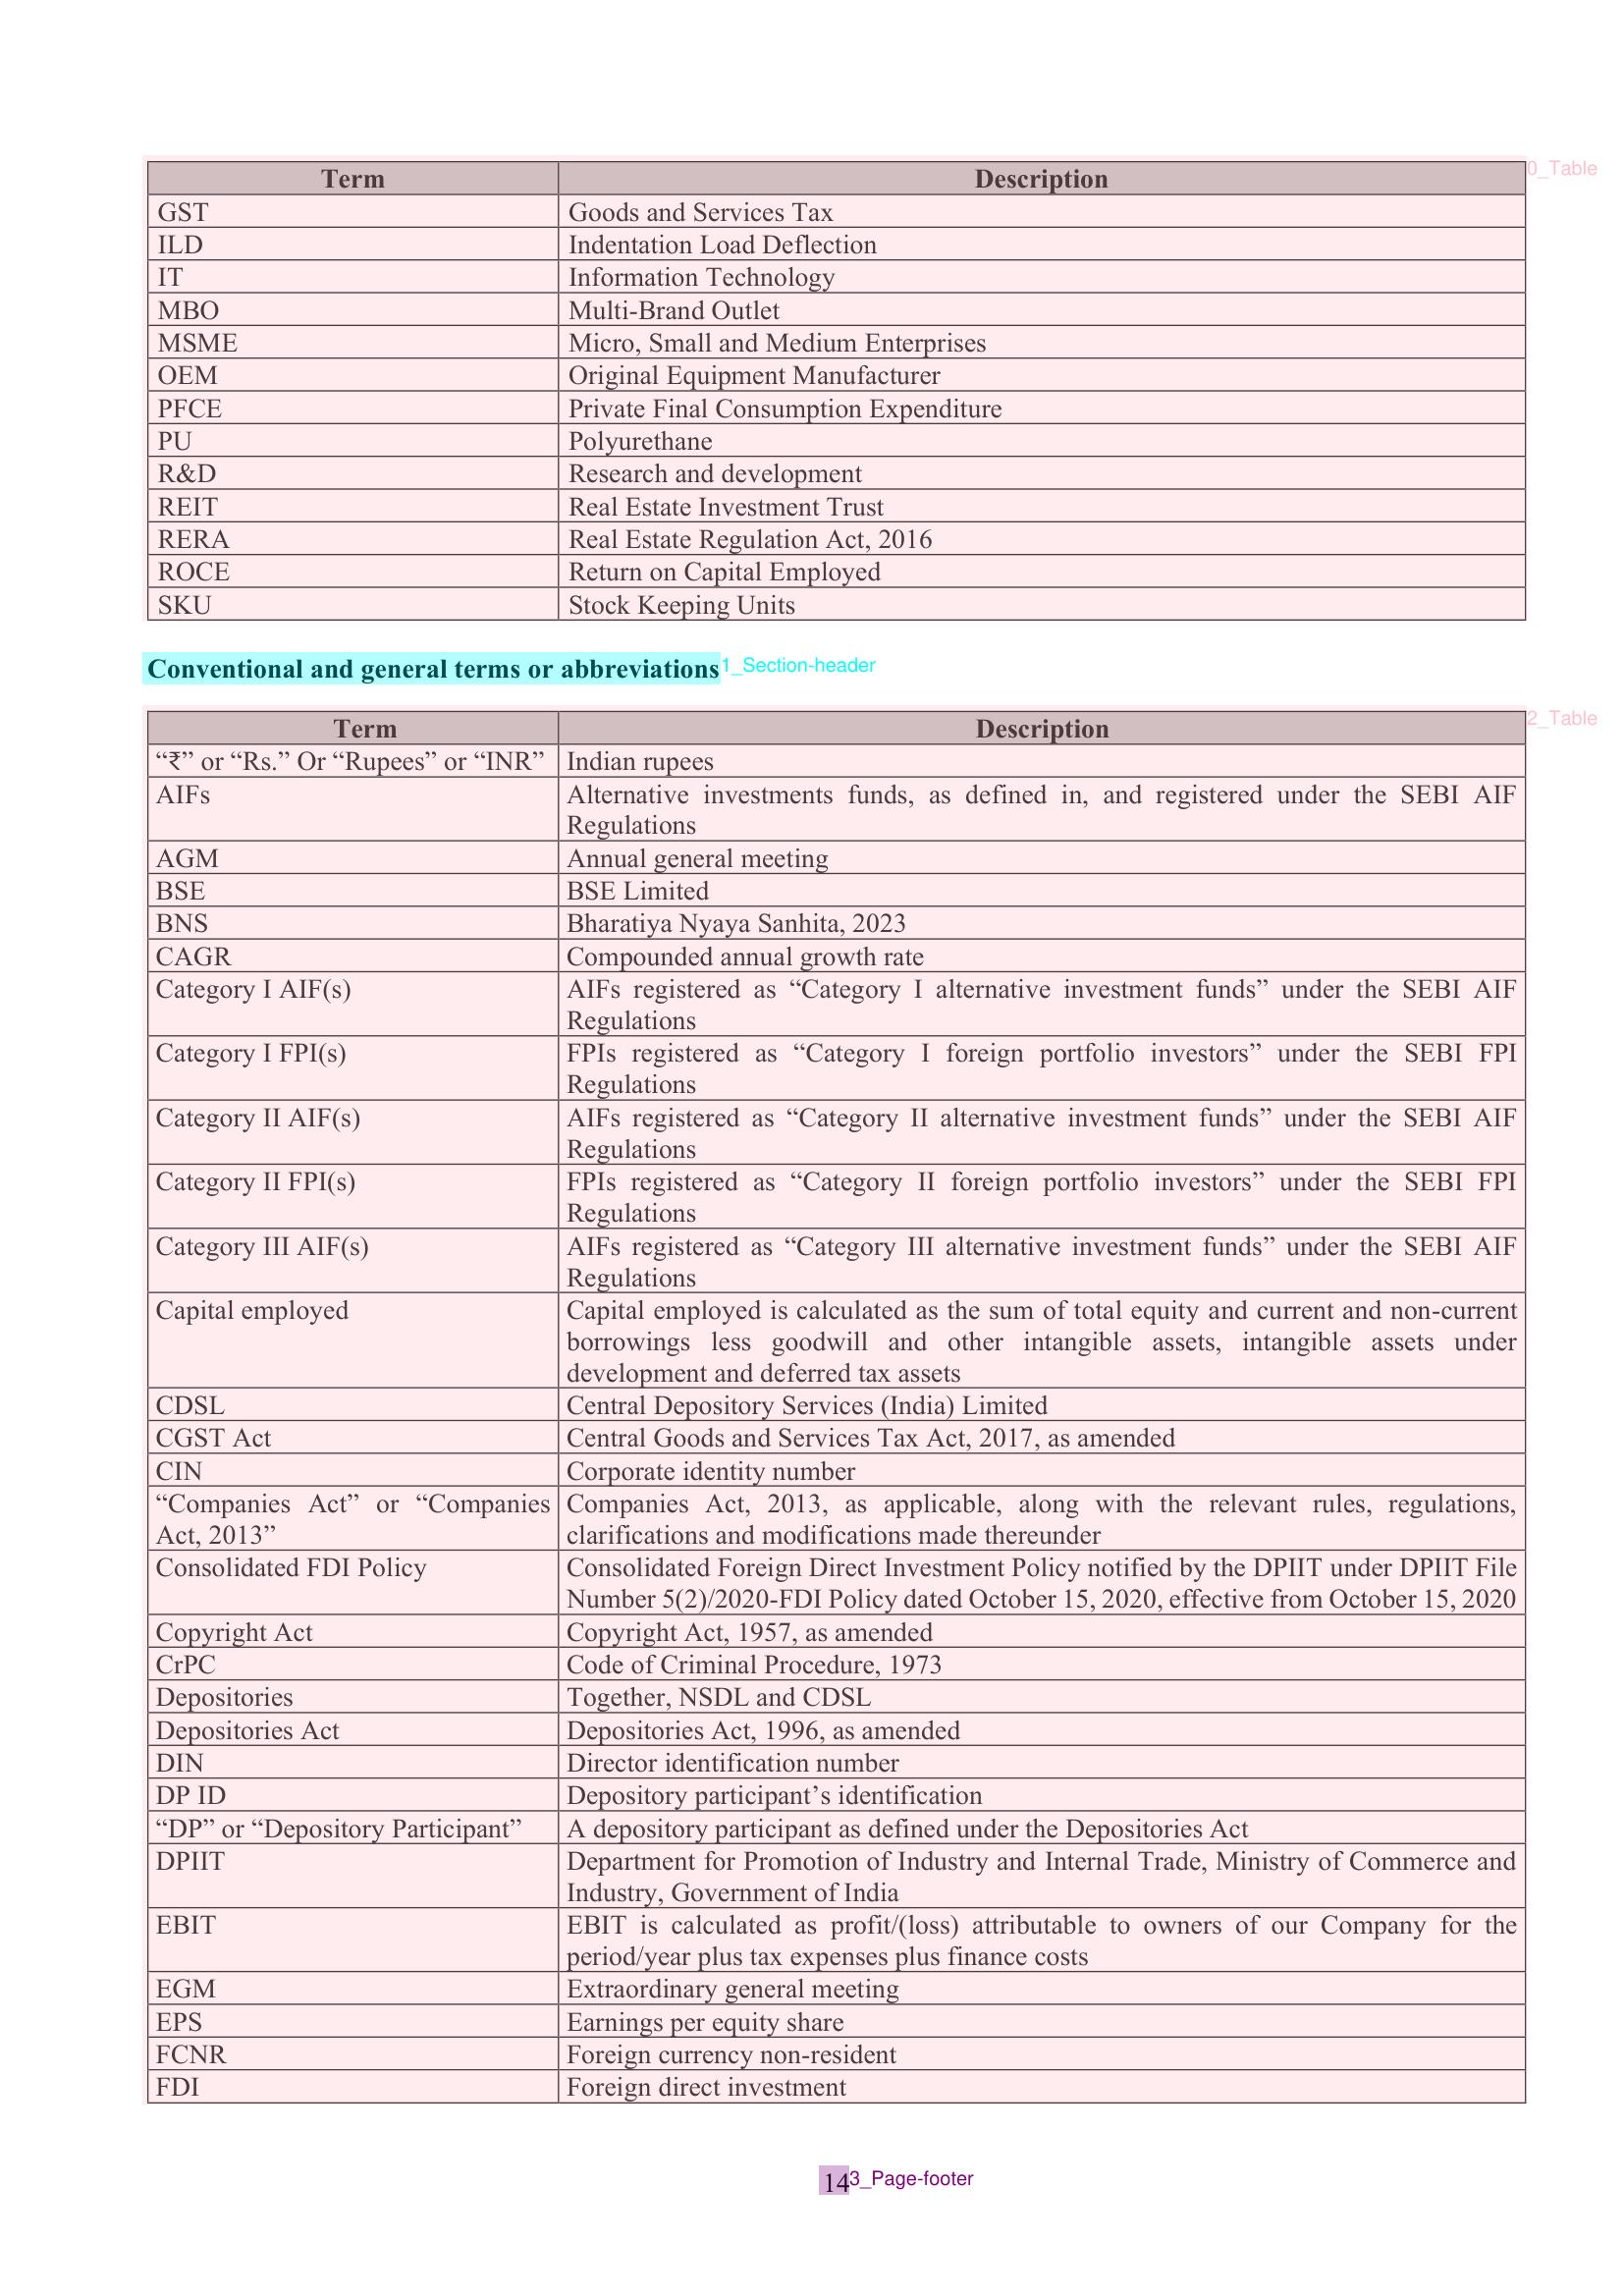 Term Description 0_Table
GST Goods and Services Tax
ILD Indentation Load Deflection
IT Information Technology
MBO Multi-Brand Outlet
MSME Micro, Small and Medium Enterprises
OEM Original Equipment Manufacturer
PFCE Private Final Consumption Expenditure
PU Polyurethane
R&D Research and development
REIT Real Estate Investment Trust
RERA Real Estate Regulation Act, 2016
ROCE Return on Capital Employed
SKU Stock Keeping Units
Conventional and general terms or abbreviations 1_Section-header
Term Description 2_Table
“₹” or “Rs.” Or “Rupees” or “INR” Indian rupees
AIFs Alternative investments funds, as defined in, and registered under the SEBI AIF
Regulations
AGM Annual general meeting
BSE BSE Limited
BNS Bharatiya Nyaya Sanhita, 2023
CAGR Compounded annual growth rate
Category I AIF(s) AIFs registered as “Category I alternative investment funds” under the SEBI AIF
Regulations
Category I FPI(s) FPIs registered as “Category I foreign portfolio investors” under the SEBI FPI
Regulations
Category II AIF(s) AIFs registered as “Category II alternative investment funds” under the SEBI AIF
Regulations
Category II FPI(s) FPIs registered as “Category II foreign portfolio investors” under the SEBI FPI
Regulations
Category III AIF(s) AIFs registered as “Category III alternative investment funds” under the SEBI AIF
Regulations
Capital employed Capital employed is calculated as the sum of total equity and current and non-current
borrowings less goodwill and other intangible assets, intangible assets under
development and deferred tax assets
CDSL Central Depository Services (India) Limited
CGST Act Central Goods and Services Tax Act, 2017, as amended
CIN Corporate identity number
“Companies Act” or “Companies Companies Act, 2013, as applicable, along with the relevant rules, regulations,
Act, 2013” clarifications and modifications made thereunder
Consolidated FDI Policy Consolidated Foreign Direct Investment Policy notified by the DPIIT under DPIIT File
Number 5(2)/2020-FDI Policy dated October 15, 2020, effective from October 15, 2020
Copyright Act Copyright Act, 1957, as amended
CrPC Code of Criminal Procedure, 1973
Depositories Together, NSDL and CDSL
Depositories Act Depositories Act, 1996, as amended
DIN Director identification number
DP ID Depository participant’s identification
“DP” or “Depository Participant” A depository participant as defined under the Depositories Act
DPIIT Department for Promotion of Industry and Internal Trade, Ministry of Commerce and
Industry, Government of India
EBIT EBIT is calculated as profit/(loss) attributable to owners of our Company for the
period/year plus tax expenses plus finance costs
EGM Extraordinary general meeting
EPS Earnings per equity share
FCNR Foreign currency non-resident
FDI Foreign direct investment
14 3_Page-footer